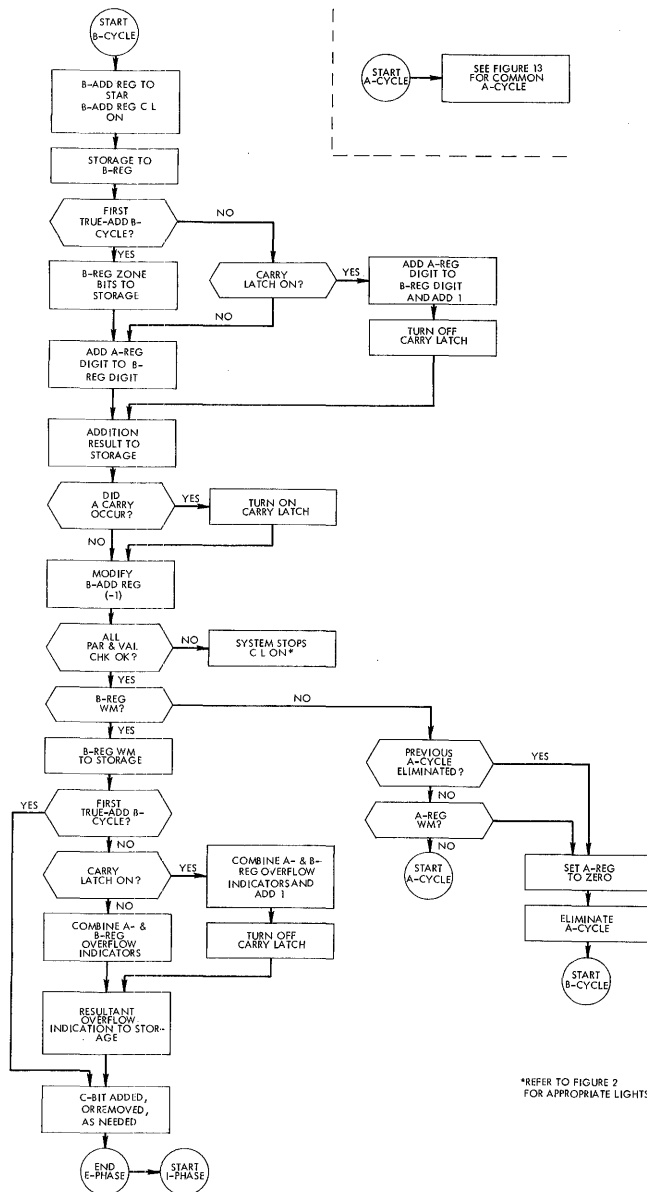 START
B-CYCLE
START
A-CYCLE
SEE FIGURE 13
FOR COMMON
A-CYCLE
B-ADD REG TO
STAR
B-ADD REG C L
ON
STORAGE TO
B-REG
FIRST
TRUE-ADD B-
CYCLE?
NO
YES
B-REG ZONE
BITS TO
STORAGE
CARRY
LATCH ON?
YES
ADD A-REG
DIGIT TO
B-REG DIGIT
AND ADD 1
NO
TURN OFF
CARRY LATCH
ADD A-REG
DIGIT TO B-
REG DIGIT
ADDITION
RESULT TO
STORAGE
DID
A CARRY
OCCUR?
YES
TURN ON
CARRY LATCH
NO
MODIFY
B-ADD REG
(-1)
ALL
PAR & VAL
CHK OK?
NO
SYSTEM STOPS
C L ON*
YES
B-REG
WM?
NO
YES
B-REG WM
TO STORAGE
PREVIOUS
A-CYCLE
ELIMINATED?
YES
NO
YES
FIRST
TRUE-ADD B-
CYCLE?
A-REG
WM?
NO
NO
START
A-CYCLE
CARRY
LATCH ON?
YES
COMBINE A- & B-
REG OVERFLOW
INDICATORS AND
ADD 1
SET A-REG
TO ZERO
NO
COMBINE A- &
B-REG
OVERFLOW
INDICATORS
TURN OFF
CARRY LATCH
ELIMINATE
A-CYCLE
START
B-CYCLE
RESULTANT
OVERFLOW
INDICATION TO STOR-
AGE
*REFER TO FIGURE 2
FOR APPROPRIATE LIGHTS
C-BIT ADDED,
OR REMOVED,
AS NEEDED
END
E-PHASE
START
I-PHASE